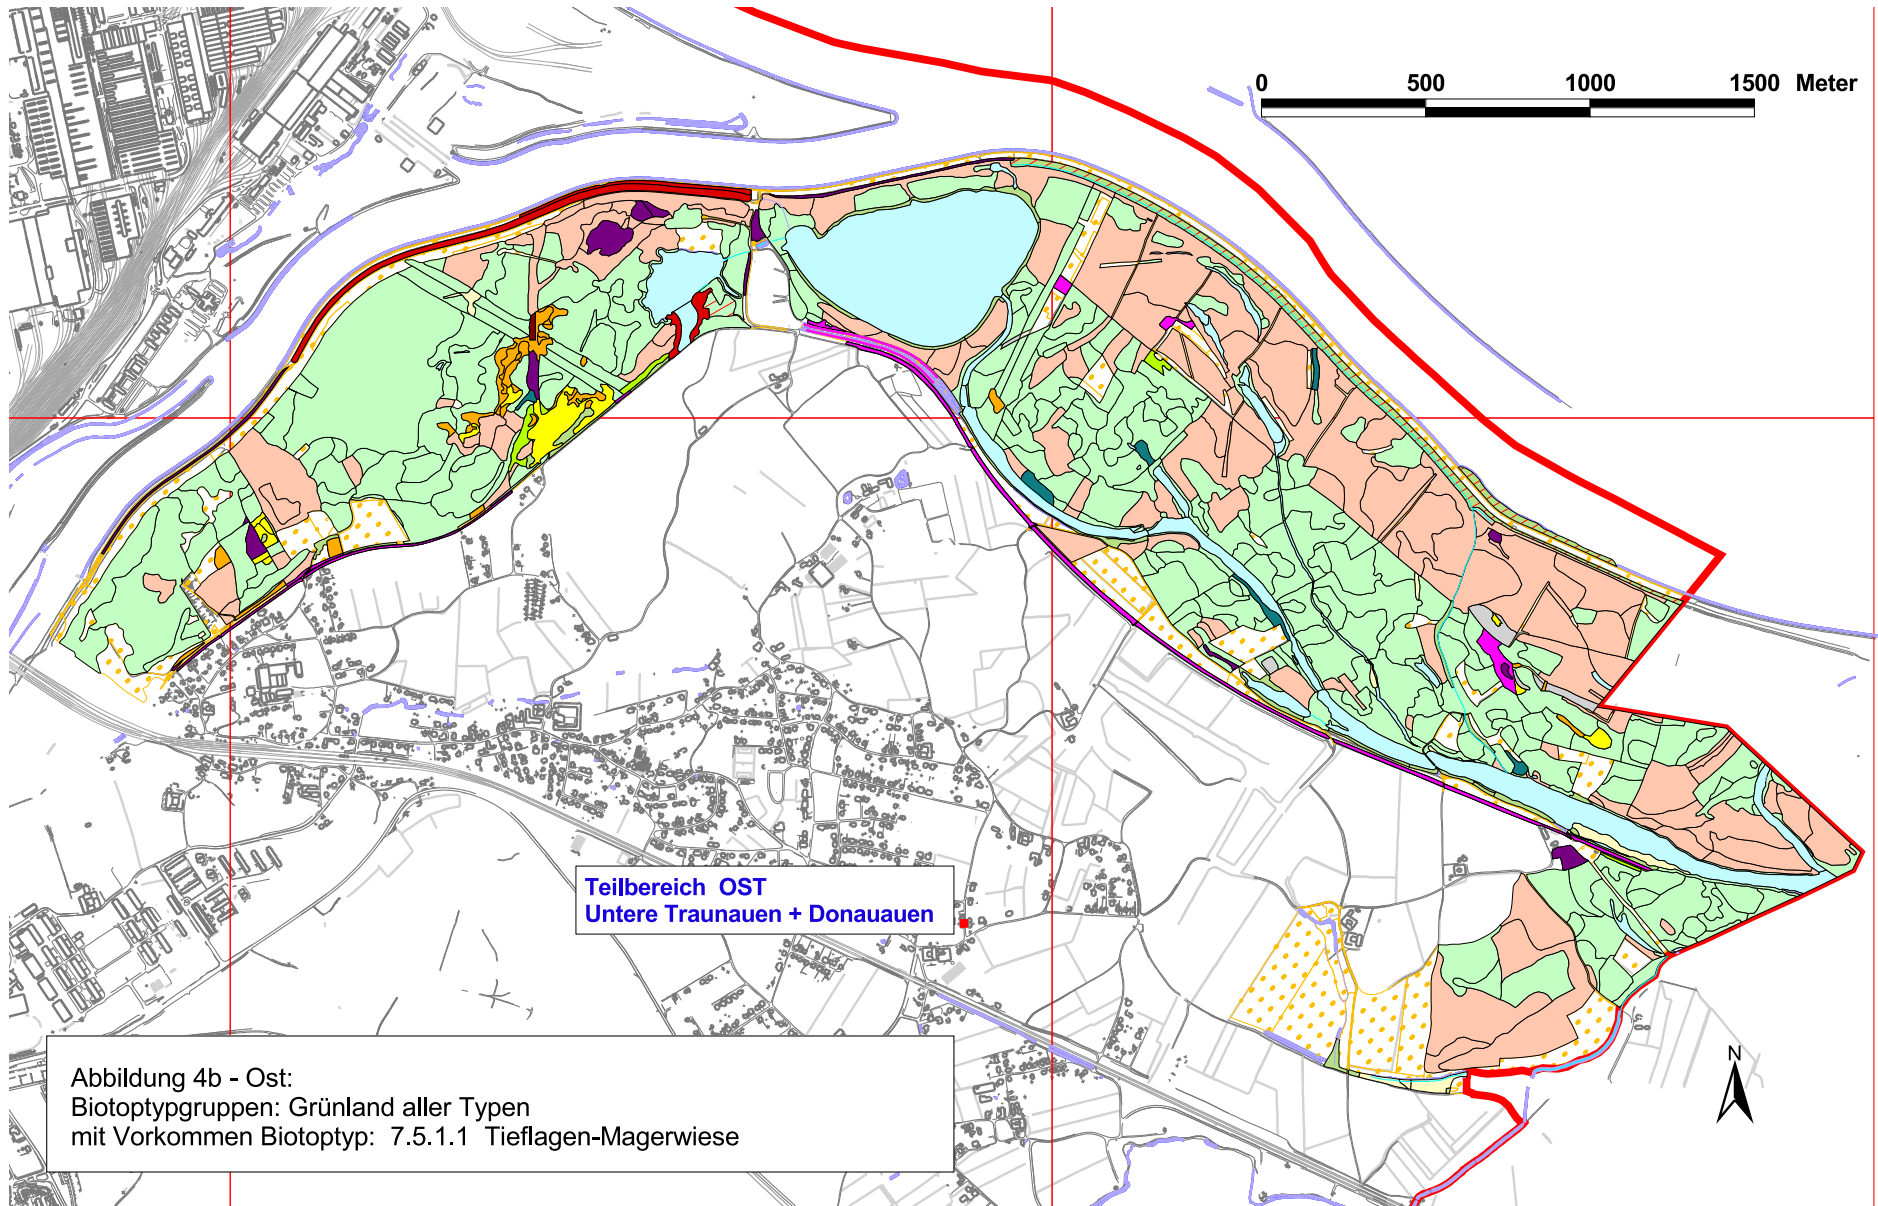 0 500 1000 1500 Meter
Teilbereich OST
Untere Traunauen + Donauauen
Abbildung 4b - Ost:
Biotoptypgruppen: Grünland aller Typen
mit Vorkommen Biotoptyp: 7.5.1.1 Tieflagen-Magerwiese
N